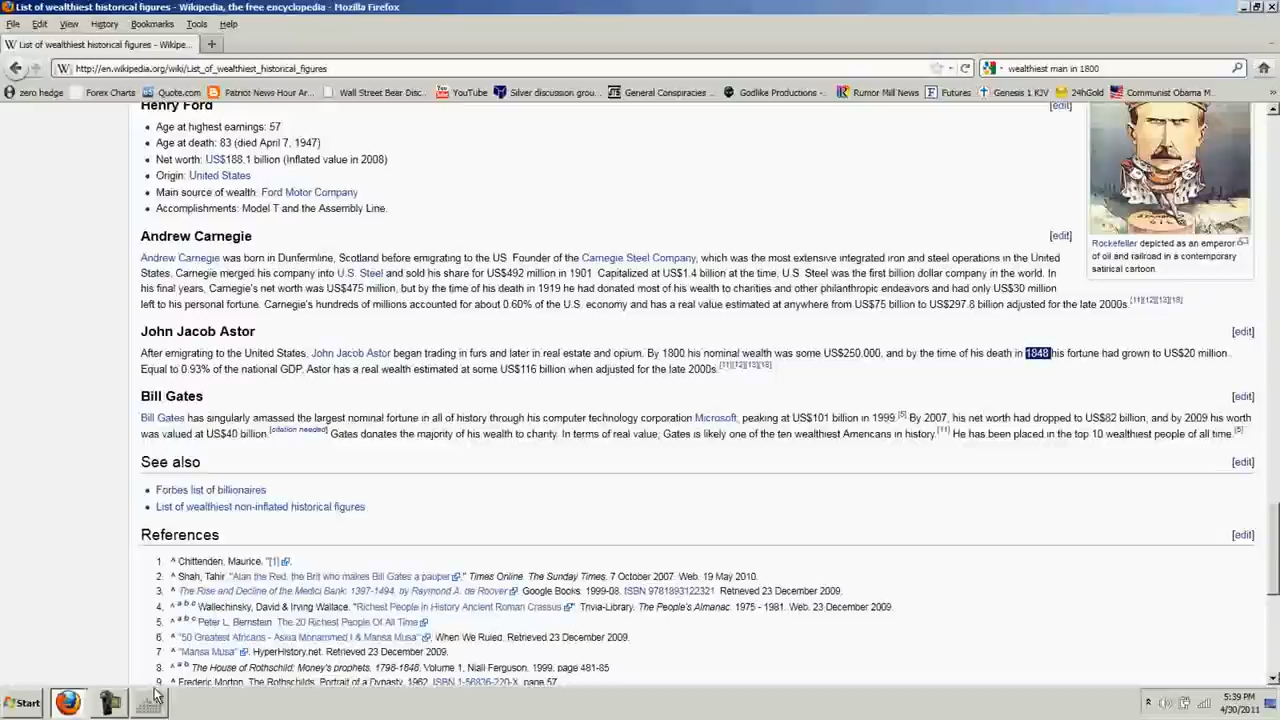 List of wealthiest historical figures - Wikipedia, the free encyclopedia - Mozilla Firefox
File Edit View History Bookmarks Tools Help
List of wealthiest historical figures - Wikipe...
http://en.wikipedia.org/wiki/List_of_wealthiest_historical_figures
wealthiest man in 1800
zero hedge Forex Charts Quote.com Patriot News Hour Ar... YouTube Wall Street Bear Disc... Silver discussion grou... General Conspiracies ... Godlike Productions -... Rumor Mill News Futures Genesis 1 KJV 24hGold Communist Obama M...
Henry Ford [edit]
Age at highest earnings: 57
Age at death: 83 (died April 7, 1947)
Net worth: US$188.1 billion (Inflated value in 2008)
Origin: United States
Main source of wealth: Ford Motor Company
Accomplishments: Model T and the Assembly Line.
Rockefeller depicted as an emperor
of oil and railroad in a contemporary
satirical cartoon.
Andrew Carnegie [edit]
Andrew Carnegie was born in Dunfermline, Scotland before emigrating to the US. Founder of the Carnegie Steel Company, which was the most extensive integrated iron and steel operations in the United
States. Carnegie merged his company into U.S. Steel and sold his share for US$492 million in 1901. Capitalized at US$1.4 billion at the time. U.S. Steel was the first billion dollar company in the world. In
his final years, Carnegie's net worth was US$475 million, but by the time of his death in 1919 he had donated most of his wealth to charities and other philanthropic endeavors and had only US$30 million
left to his personal fortune. Carnegie's hundreds of millions accounted for about 0.60% of the U.S. economy and has a real value estimated at anywhere from US$75 billion to US$297.8 billion adjusted for the late 2000s.[11][12][13][18]
John Jacob Astor [edit]
After emigrating to the United States, John Jacob Astor began trading in furs and later in real estate and opium. By 1800 his nominal wealth was some US$250,000, and by the time of his death in 1848 his fortune had grown to US$20 million.
Equal to 0.93% of the national GDP. Astor has a real wealth estimated at some US$116 billion when adjusted for the late 2000s.[11][12][13][18]
Bill Gates [edit]
Bill Gates has singularly amassed the largest nominal fortune in all of history through his computer technology corporation Microsoft, peaking at US$101 billion in 1999.[5] By 2007, his net worth had dropped to US$82 billion, and by 2009 his worth
was valued at US$40 billion.[citation needed] Gates donates the majority of his wealth to charity. In terms of real value, Gates is likely one of the ten wealthiest Americans in history.[11] He has been placed in the top 10 wealthiest people of all time.[5]
See also [edit]
Forbes list of billionaires
List of wealthiest non-inflated historical figures
References [edit]
1. ^ Chittenden, Maurice. "[1]".
2. ^ Shah, Tahir. "Alan the Red, the Brit who makes Bill Gates a pauper." Times Online. The Sunday Times. 7 October 2007. Web. 19 May 2010.
3. ^ The Rise and Decline of the Medici Bank: 1397-1494, by Raymond A. de Roover Google Books. 1999-08. ISBN 9781893122321. Retrieved 23 December 2009.
4. ^ a b c Wallechinsky, David & Irving Wallace. "Richest People in History Ancient Roman Crassus" Trivia-Library. The People's Almanac. 1975 - 1981. Web. 23 December 2009.
5. ^ a b c Peter L. Bernstein The 20 Richest People Of All Time
6. ^ "50 Greatest Africans - Askia Mohammed I & Mansa Musa". When We Ruled. Retrieved 23 December 2009.
7. ^ "Mansa Musa". HyperHistory.net. Retrieved 23 December 2009.
8. ^ a b The House of Rothschild: Money's prophets, 1798-1848, Volume 1, Niall Ferguson, 1999, page 481-85
9. ^ Frederic Morton, The Rothschilds, Portrait of a Dynasty, 1962, ISBN 1-56836-220-X, page 57
Start
5:39 PM
4/30/2011